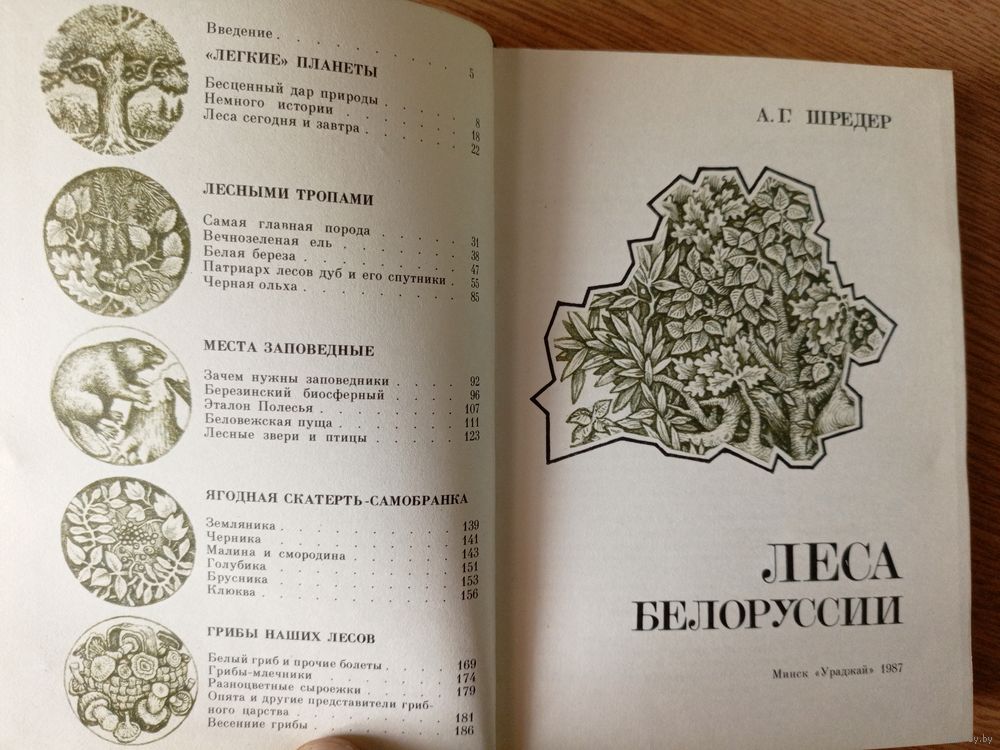 Введение . . . . . . . . 5
«ЛЕГКИЕ» ПЛАНЕТЫ
Бесценный дар природы . . . . 8
Немного истории . . . . . . 18
Леса сегодня и завтра . . . . . 22
ЛЕСНЫМИ ТРОПАМИ
Самая главная порода . . . . . 31
Вечнозеленая ель . . . . . . 38
Белая береза . . . . . . . 47
Патриарх лесов дуб и его спутники . 55
Черная ольха . . . . . . . 85
МЕСТА ЗАПОВЕДНЫЕ
Зачем нужны заповедники . . . . 92
Березинский биосферный . . . . 96
Эталон Полесья . . . . . . 107
Беловежская пуща . . . . . . 111
Лесные звери и птицы . . . . 123
ЯГОДНАЯ СКАТЕРТЬ-САМОБРАНКА
Земляника . . . . . . . . 139
Черника . . . . . . . . 141
Малина и смородина . . . . . 143
Голубика . . . . . . . . 151
Брусника . . . . . . . . 153
Клюква . . . . . . . . 156
ГРИБЫ НАШИХ ЛЕСОВ
Белый гриб и прочие болеты . . . 169
Грибы-млечники . . . . . . 174
Разноцветные сыроежки . . . . 179
Опята и другие представители гриб-
ного царства . . . . . . . 181
Весенние грибы . . . . . . 186
А. Г. ШРЕДЕР
ЛЕСА
БЕЛОРУССИИ
Минск «Ураджай» 1987